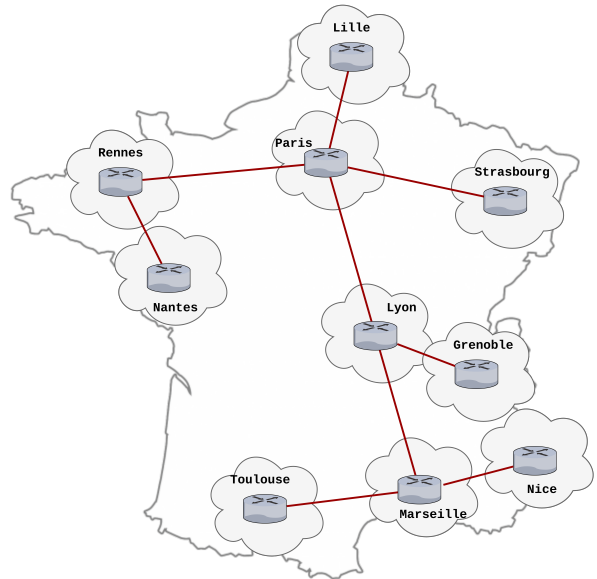 Lille
Paris
Rennes
Strasbourg
Nantes
Lyon
Grenoble
Toulouse
Nice
Marseille